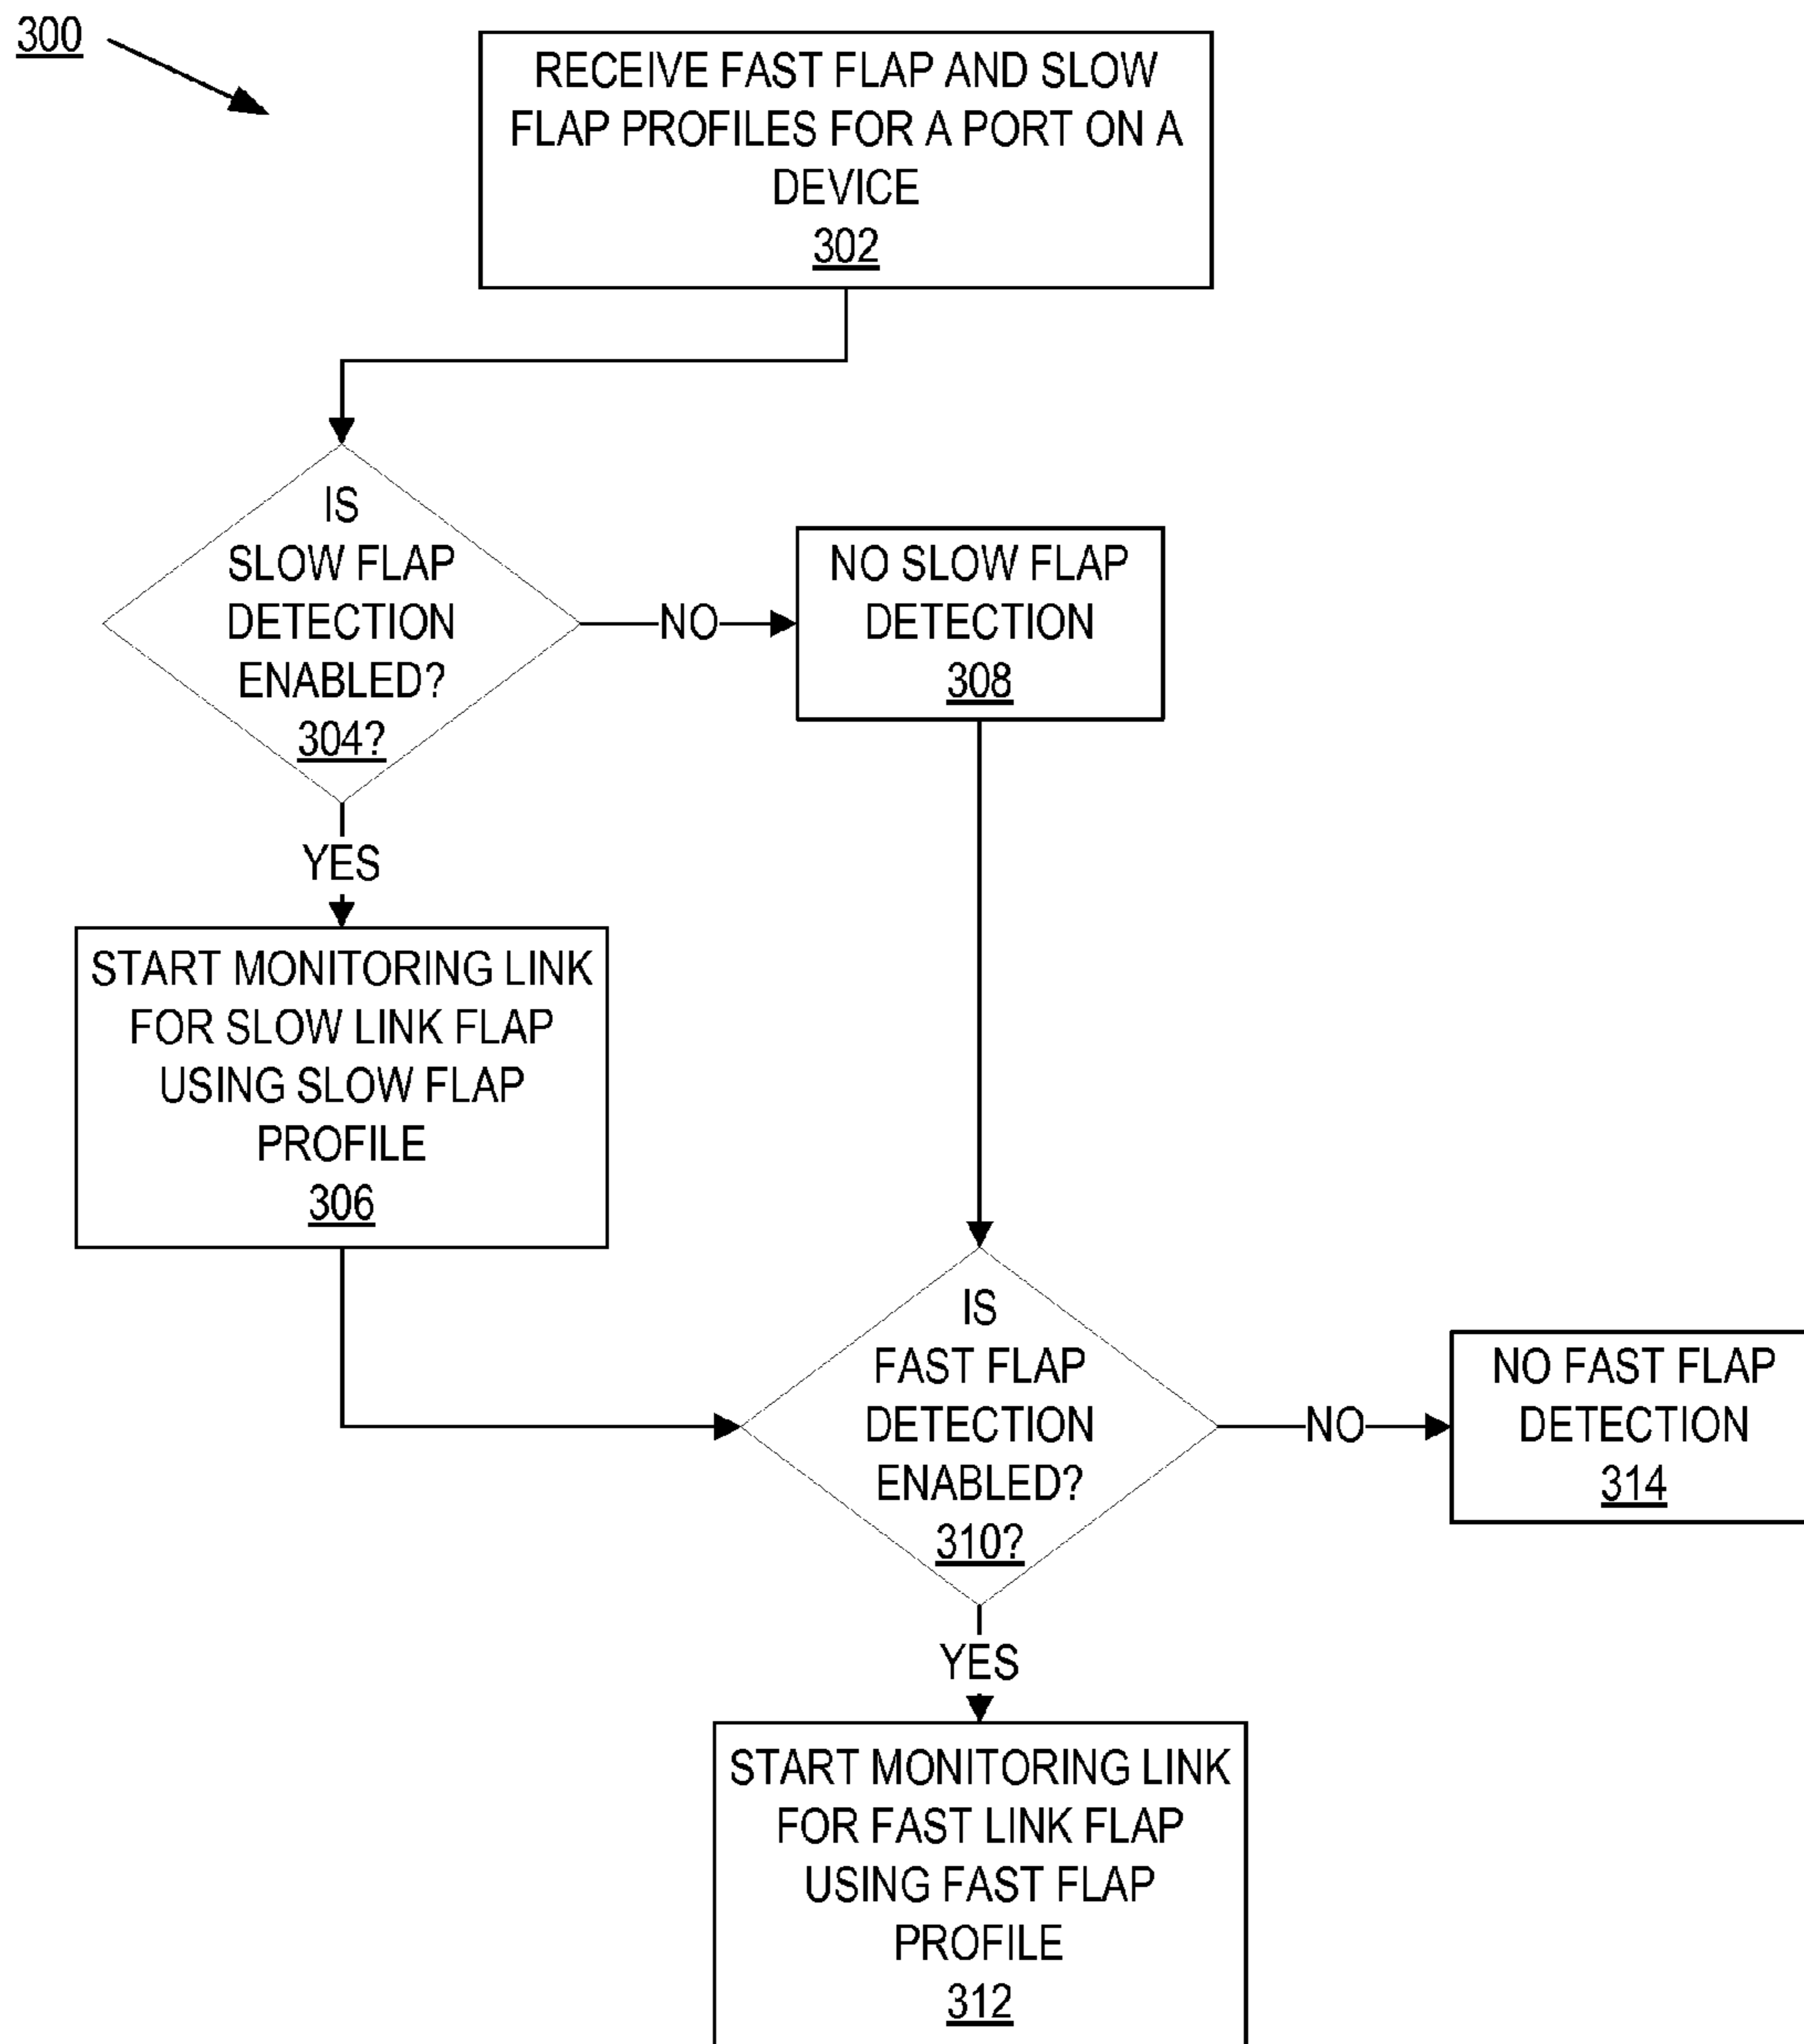 300
RECEIVE FAST FLAP AND SLOW
FLAP PROFILES FOR A PORT ON A
DEVICE
302
IS
SLOW FLAP
DETECTION
ENABLED?
304?
NO
NO SLOW FLAP
DETECTION
308
YES
START MONITORING LINK
FOR SLOW LINK FLAP
USING SLOW FLAP
PROFILE
306
IS
FAST FLAP
DETECTION
ENABLED?
310?
NO
NO FAST FLAP
DETECTION
314
YES
START MONITORING LINK
FOR FAST LINK FLAP
USING FAST FLAP
PROFILE
312